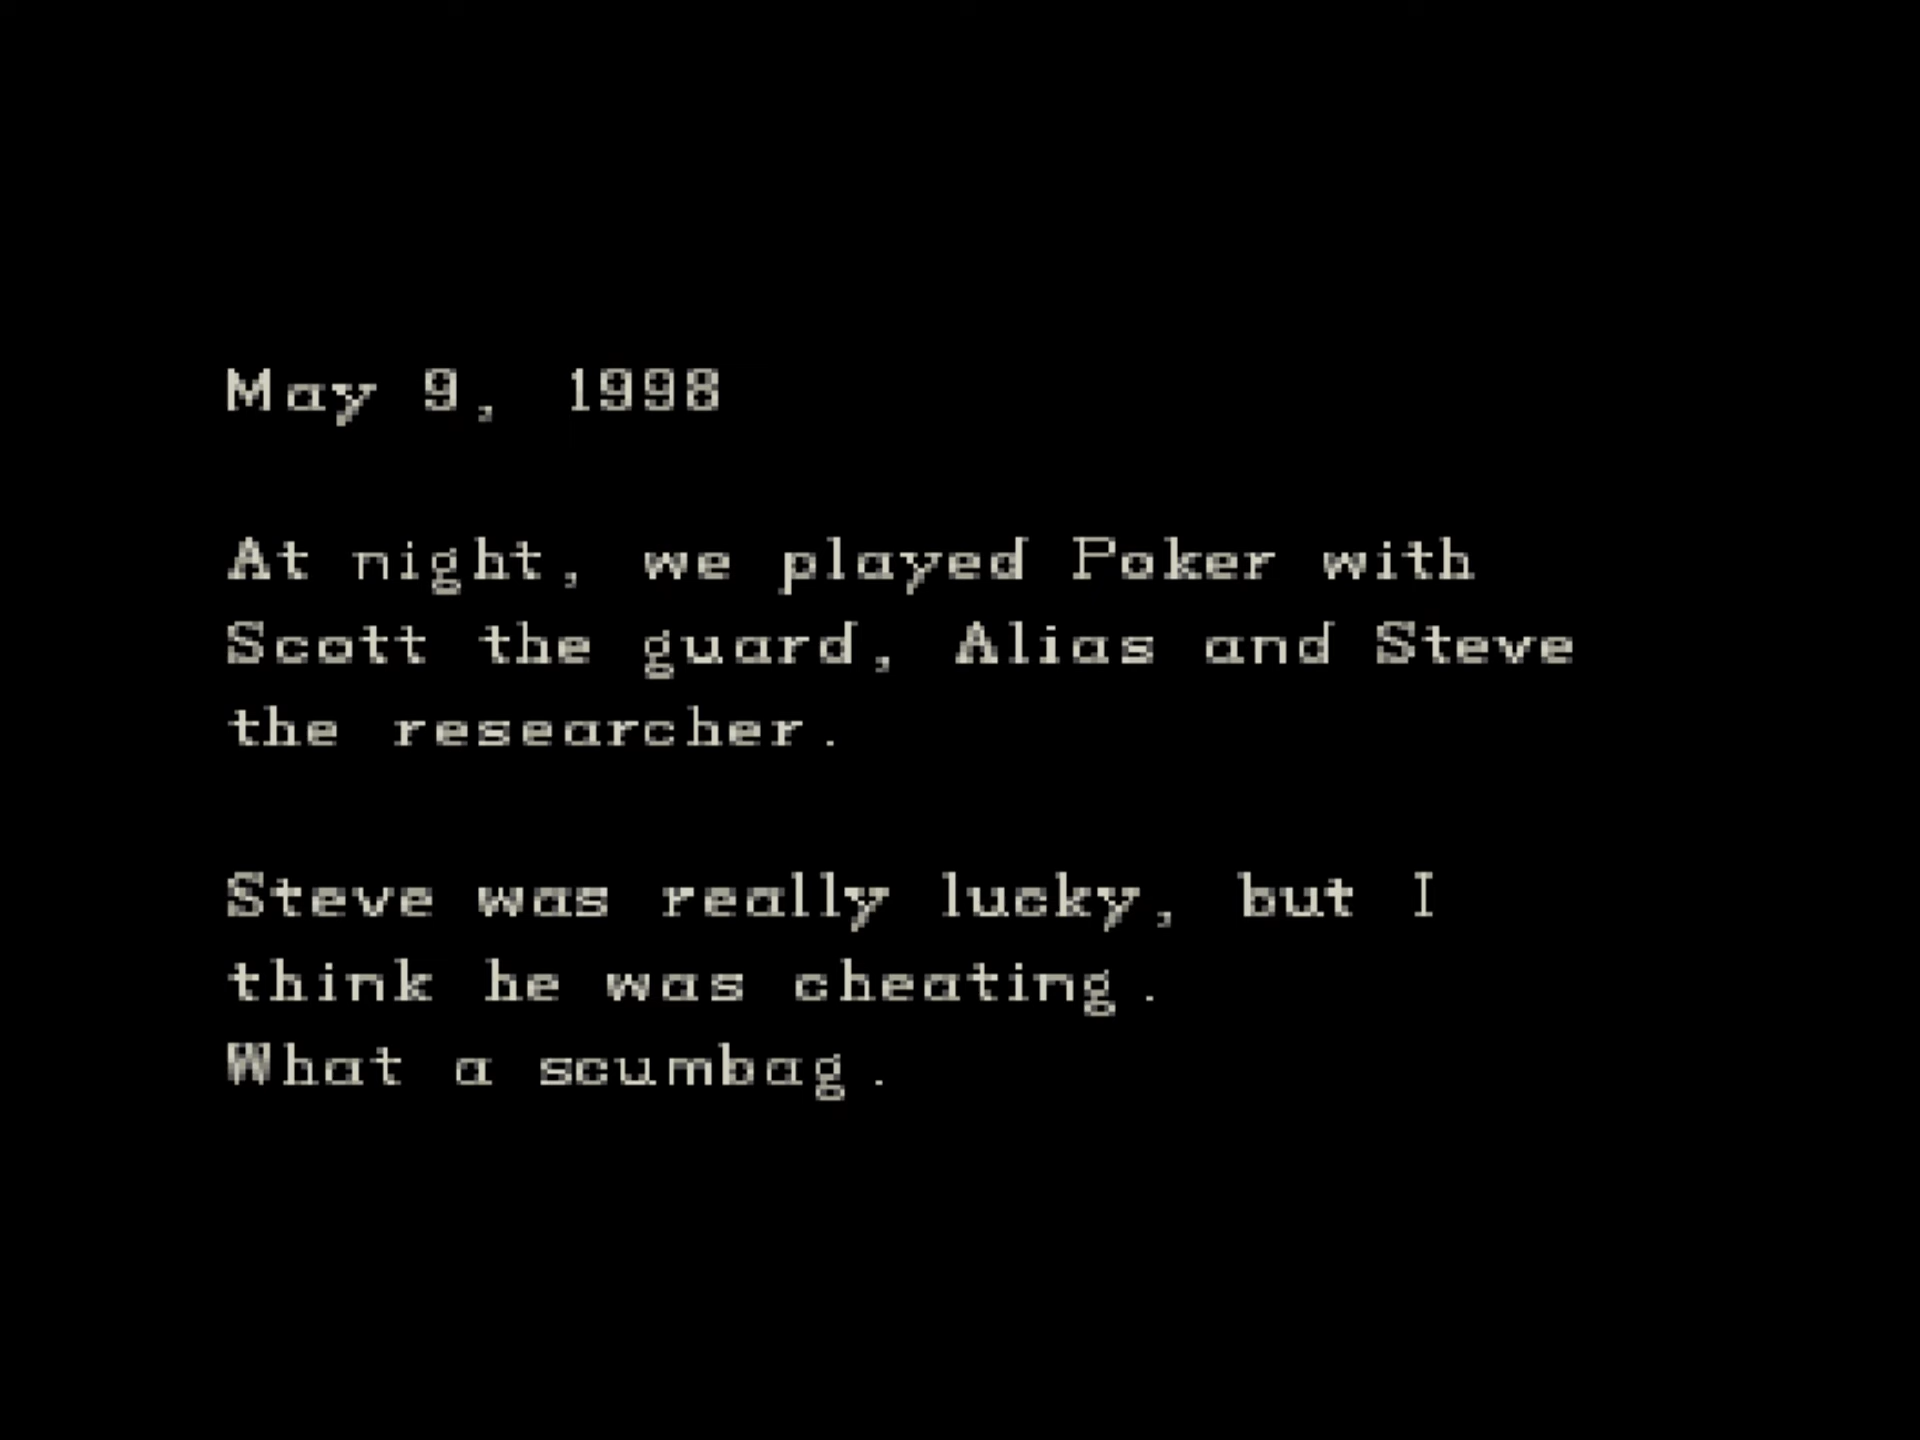 May 9, 1998
At night, we played Poker with
Scott the guard, Alias and Steve
the researcher.
Steve was really lucky, but I
think he was cheating.
What a scumbag.